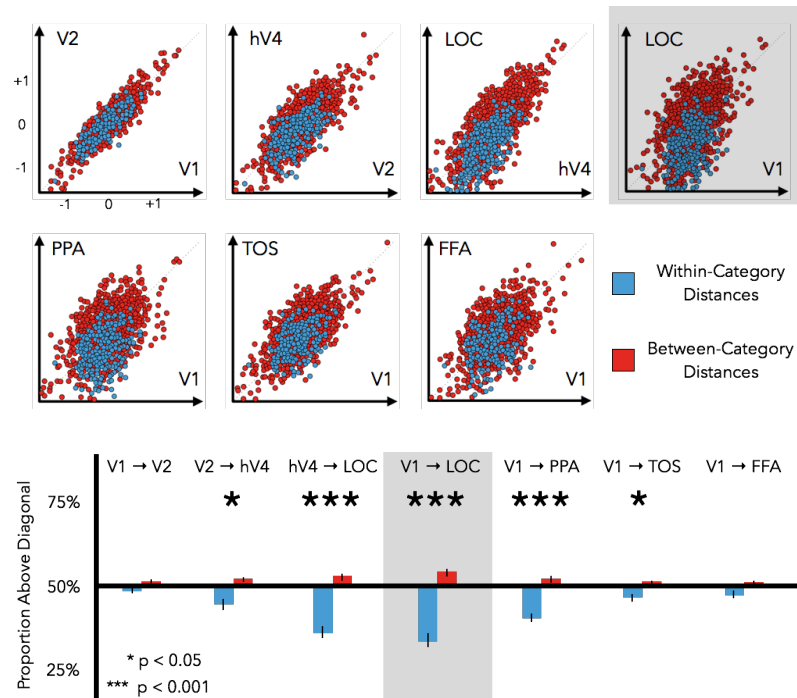 V2
hV4
LOC
LOC
+1
0
-1
V1
V2
hV4
V1
-1 0 +1
PPA
TOS
FFA
V1
V1
V1
Within-Category
Distances
Between-Category
Distances
V1 → V2
V2 → hV4
hV4 → LOC
V1 → LOC
V1 → PPA
V1 → TOS
V1 → FFA
* *** *** *** *
Proportion Above Diagonal
75%
50%
25%
* p < 0.05
*** p < 0.001